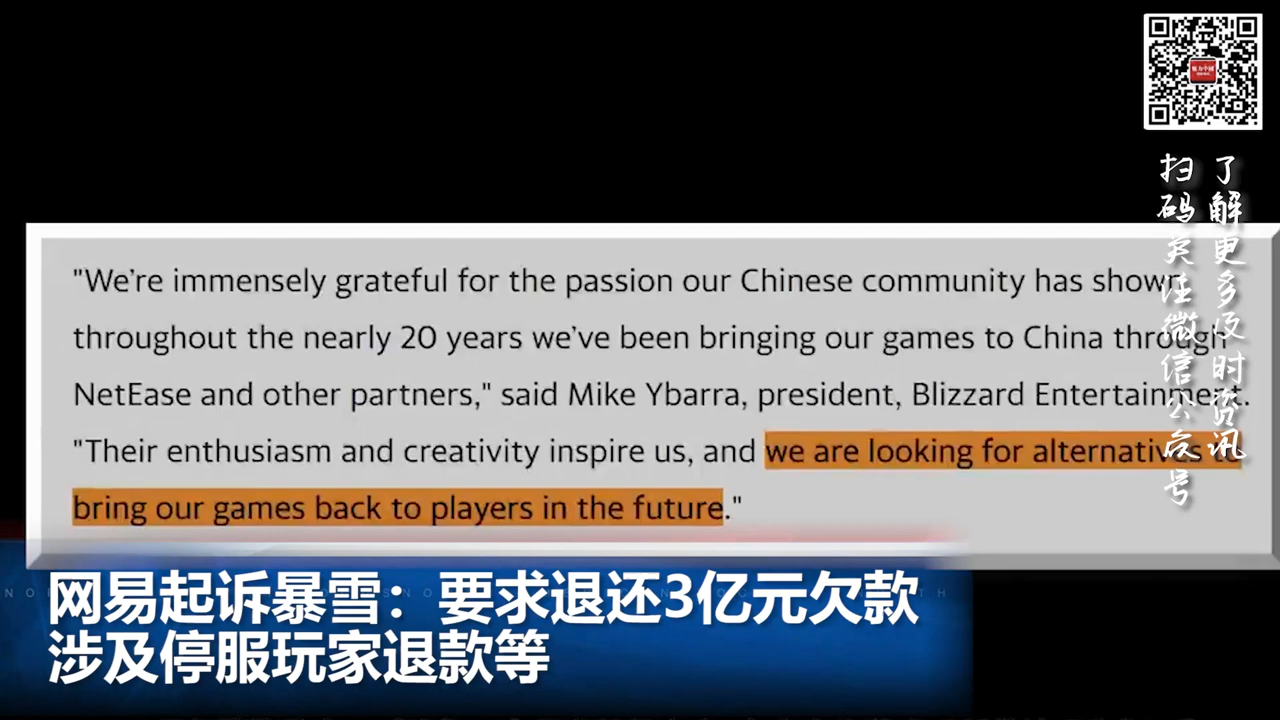 "We're immensely grateful for the passion our Chinese community has shown
throughout the nearly 20 years we've been bringing our games to China through
NetEase and other partners," said Mike Ybarra, president, Blizzard Entertainment.
"Their enthusiasm and creativity inspire us, and we are looking for alternatives to
bring our games back to players in the future."
了解更多及时资讯
扫码关注微信公众号
网易起诉暴雪：要求退还3亿元欠款
涉及停服玩家退款等